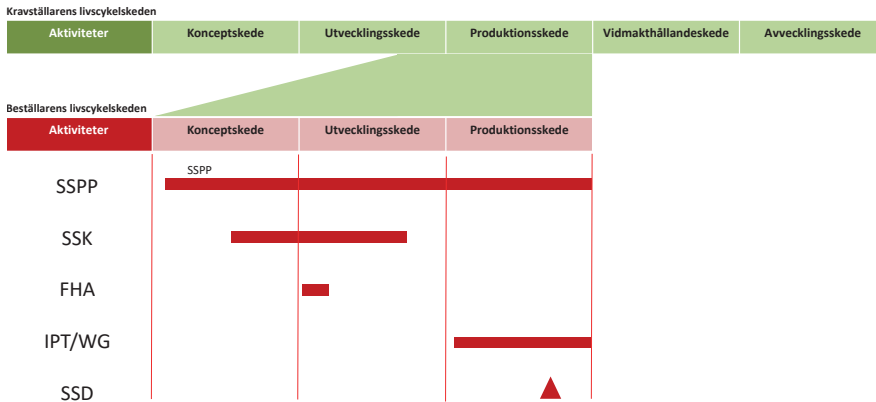 Kravställarens livscykelskeden
Aktiviteter Konceptskede Utvecklingsskede Produktionsskede Vidmakthållandeskede Avvecklingsskede
Beställarens livscykelskeden
Aktiviteter Konceptskede Utvecklingsskede Produktionsskede
SSPP
SSPP
SSK
FHA
IPT/WG
SSD